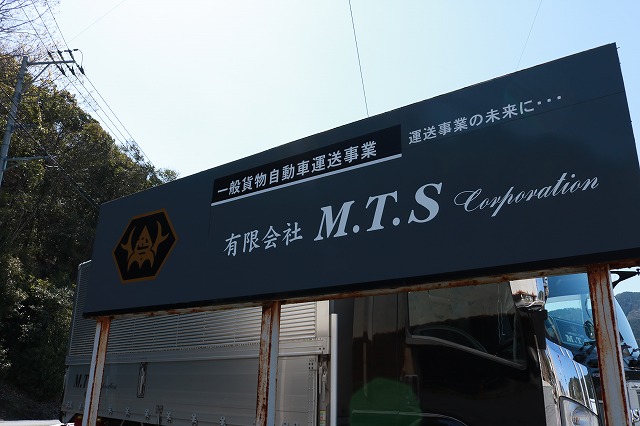 一般貨物自動車運送事業
運送事業の未来に・・・
有限会社 M.T.S Corporation
M.T.S Corporation